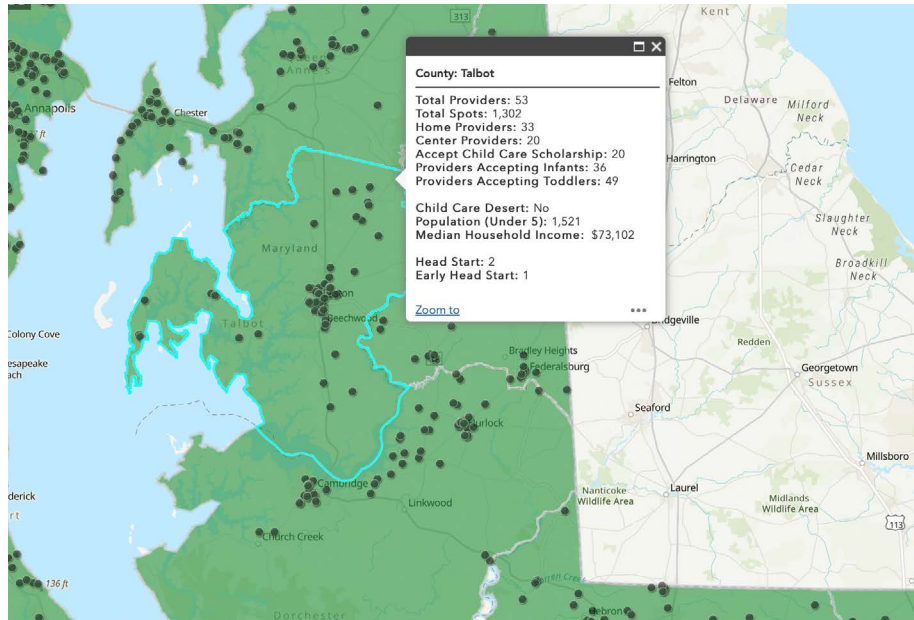 313
Kent
County: Talbot
Total Providers: 53
Total Spots: 1,302
Home Providers: 33
Center Providers: 20
Accept Child Care Scholarship: 20
Providers Accepting Infants: 36
Providers Accepting Toddlers: 49
Child Care Desert: No
Population (Under 5): 1,521
Median Household Income: $73,102
Head Start: 2
Early Head Start: 1
Zoom to
Anne's
Felton
Delaware
Milford
Neck
Annapolis
Chester
Harrington
Cedar
Neck
Slaughter
Neck
Maryland
Broadkill
Neck
Talbot
Beechwood
Colony Cove
Redden
Bradley Heights
Federalsburg
Georgetown
Sussex
Seaford
Cambridge
Millsboro
Linkwood
Laurel
Nanticoke
Wildlife Area
Midlands
Wildlife Area
113
Church Creek
136 ft
Dorchester